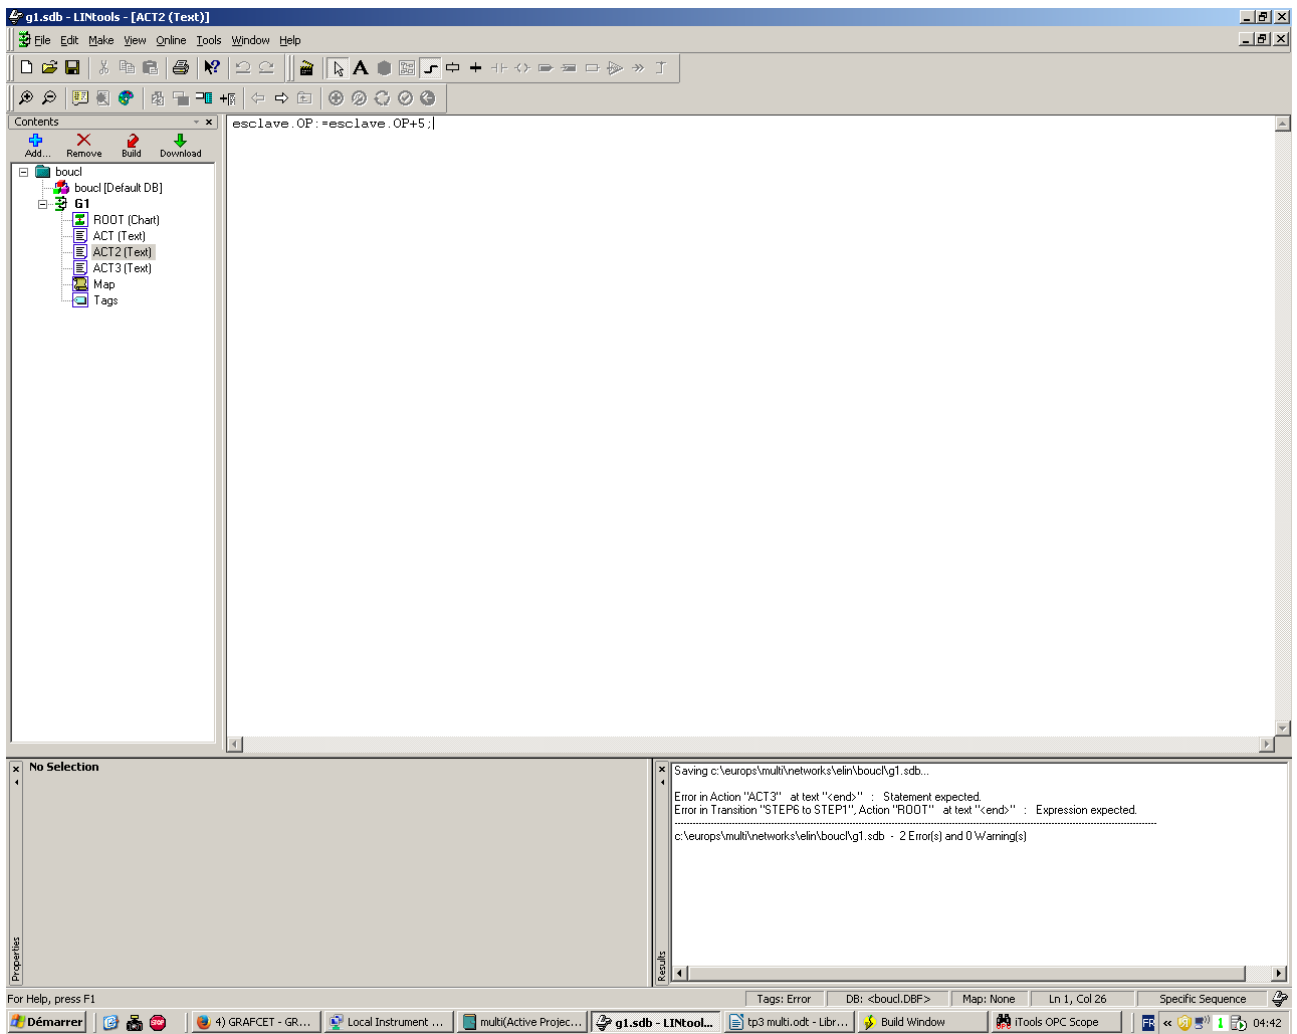 g1.sdb - LINtools - [ACT2 (Text)]
File Edit Make View Online Tools Window Help
Contents
Add... Remove Build Download
boucl
boucl [Default DB]
G1
ROOT (Chart)
ACT (Text)
ACT2 (Text)
ACT3 (Text)
Map
Tags
esclave.OP:=esclave.OP+5;
No Selection
Properties
Saving c:\europs\multi\networks\elin\boucl\g1.sdb...
Error in Action "ACT3" at text "<end>" : Statement expected.
Error in Transition "STEP6 to STEP1", Action "ROOT" at text "<end>" : Expression expected.
c:\europs\multi\networks\elin\boucl\g1.sdb - 2 Error(s) and 0 Warning(s)
Results
For Help, press F1
Tags: Error DB: <boucl.DBF> Map: None Ln 1, Col 26 Specific Sequence
Démarrer 4) GRAFCET - GR... Local Instrument ... multi(Active Projec... g1.sdb - LINtool... tp3 multi.odt - Libr... Build Window iTools OPC Scope FR « 1 04:42